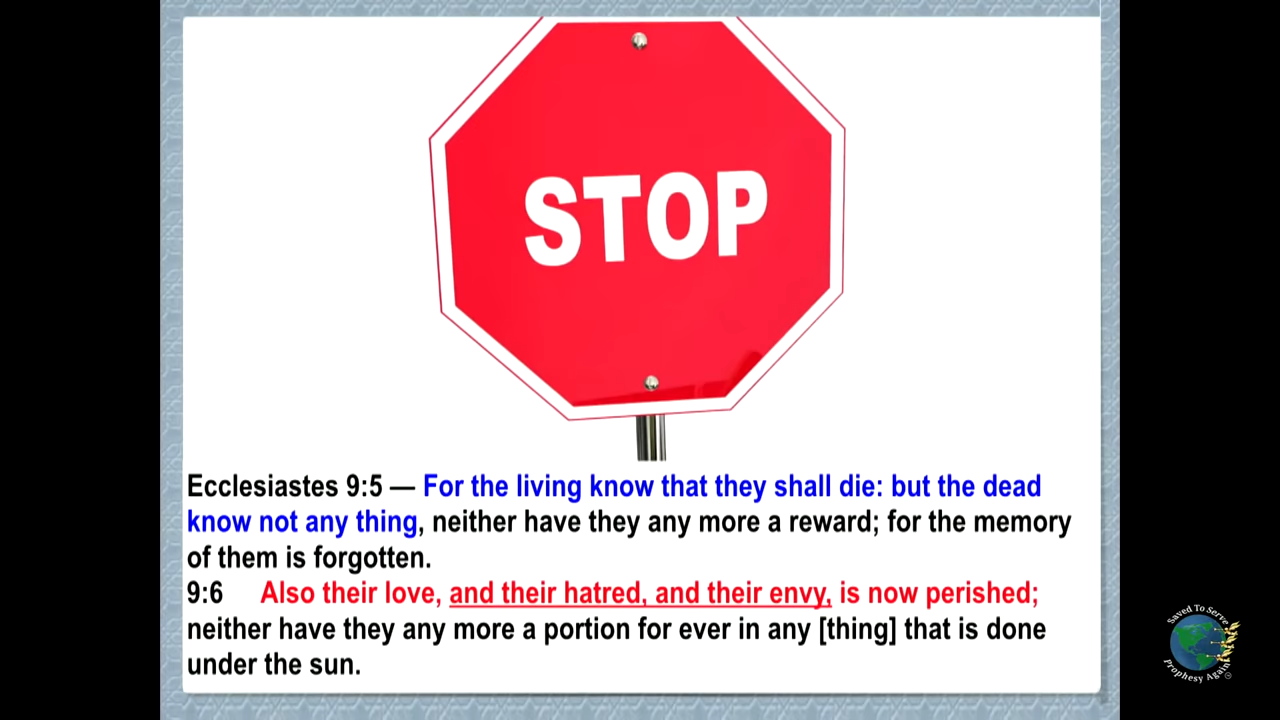 STOP
Ecclesiastes 9:5 — For the living know that they shall die: but the dead
know not any thing, neither have they any more a reward; for the memory
of them is forgotten.
9:6 Also their love, and their hatred, and their envy, is now perished;
neither have they any more a portion for ever in any [thing] that is done
under the sun.
Saved To Serve
Prophesy Again